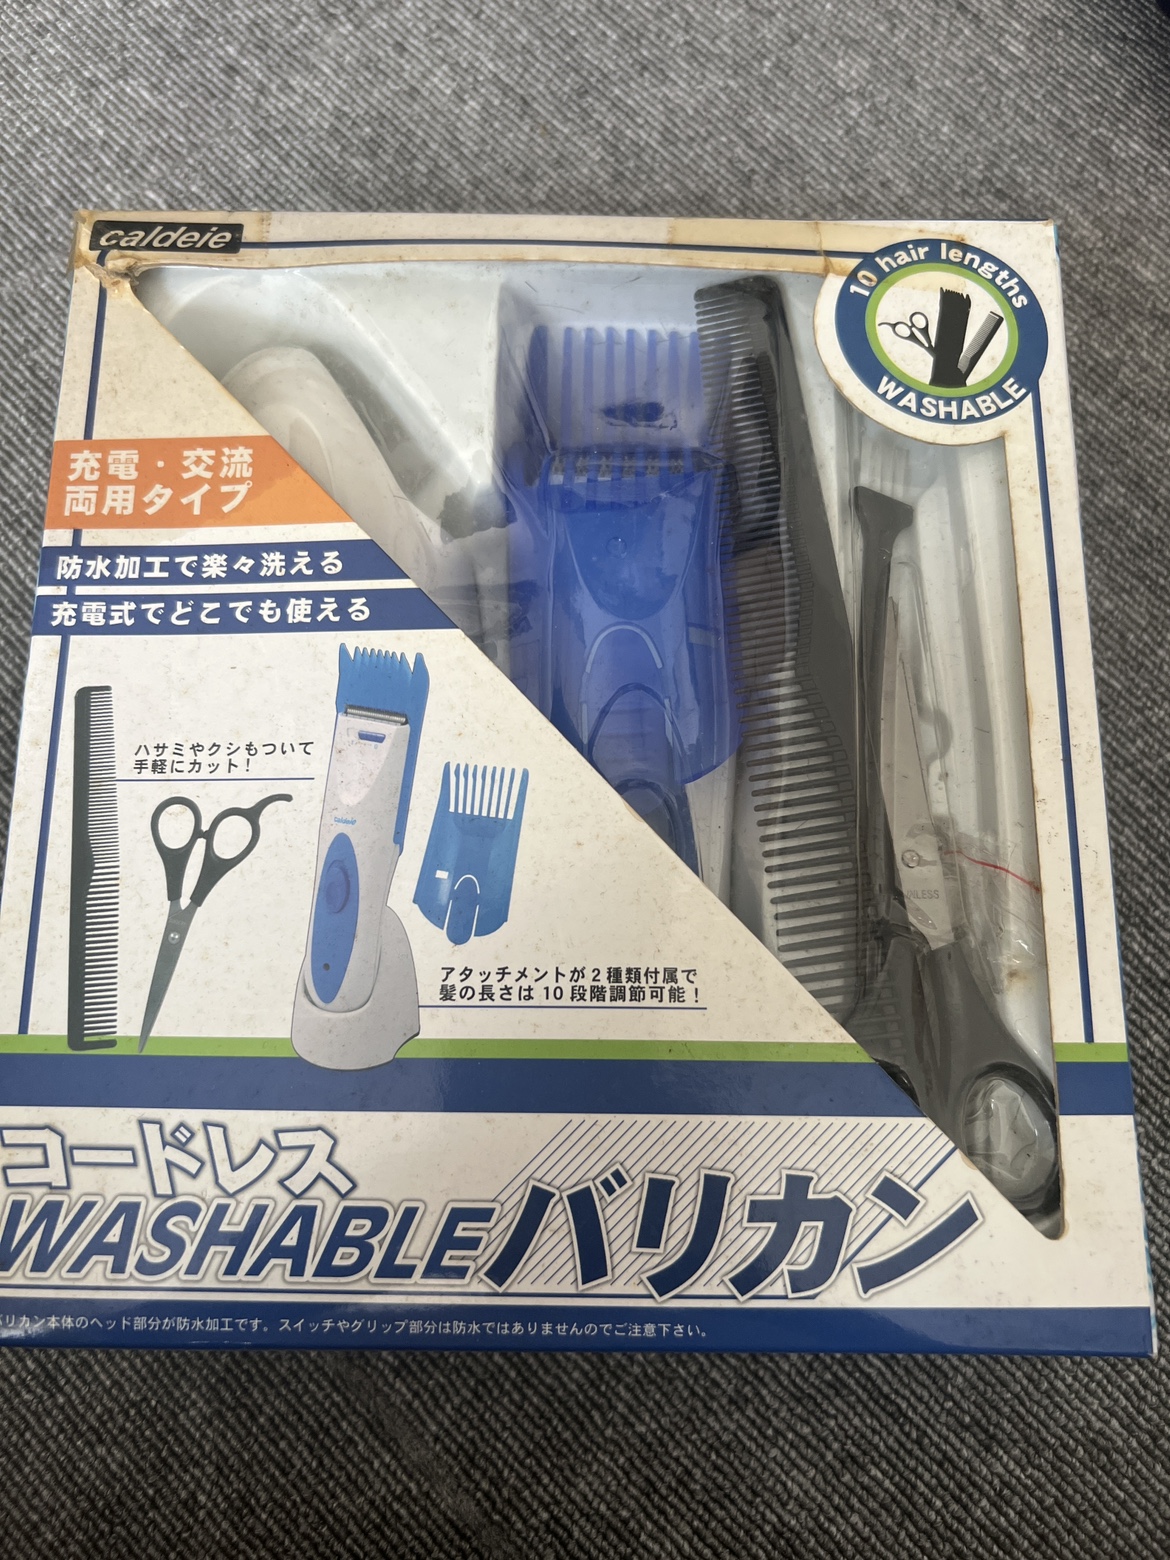 caldeie
10 hair lengths
WASHABLE
充電・交流
両用タイプ
防水加工で楽々洗える
充電式でどこでも使える
ハサミやクシもついて
手軽にカット!
caldeie
アタッチメントが2種類付属で
髪の長さは10段階調節可能!
コードレス
WASHABLEバリカン
バリカン本体のヘッド部分が防水加工です。スイッチやグリップ部分は防水ではありませんのでご注意下さい。